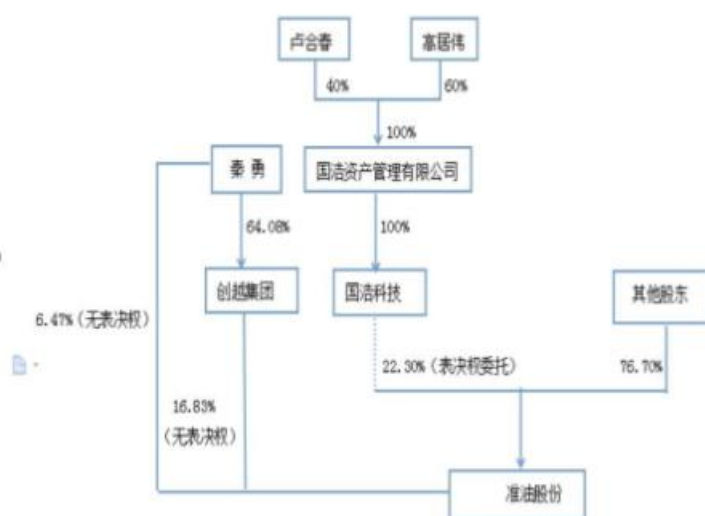 卢合春
高居伟
40%
60%
100%
秦勇
国浩资产管理有限公司
64.08%
100%
创越集团
国浩科技
其他股东
6.47%(无表决权)
22.30%(表决权委托)
76.70%
16.83%
(无表决权)
准油股份